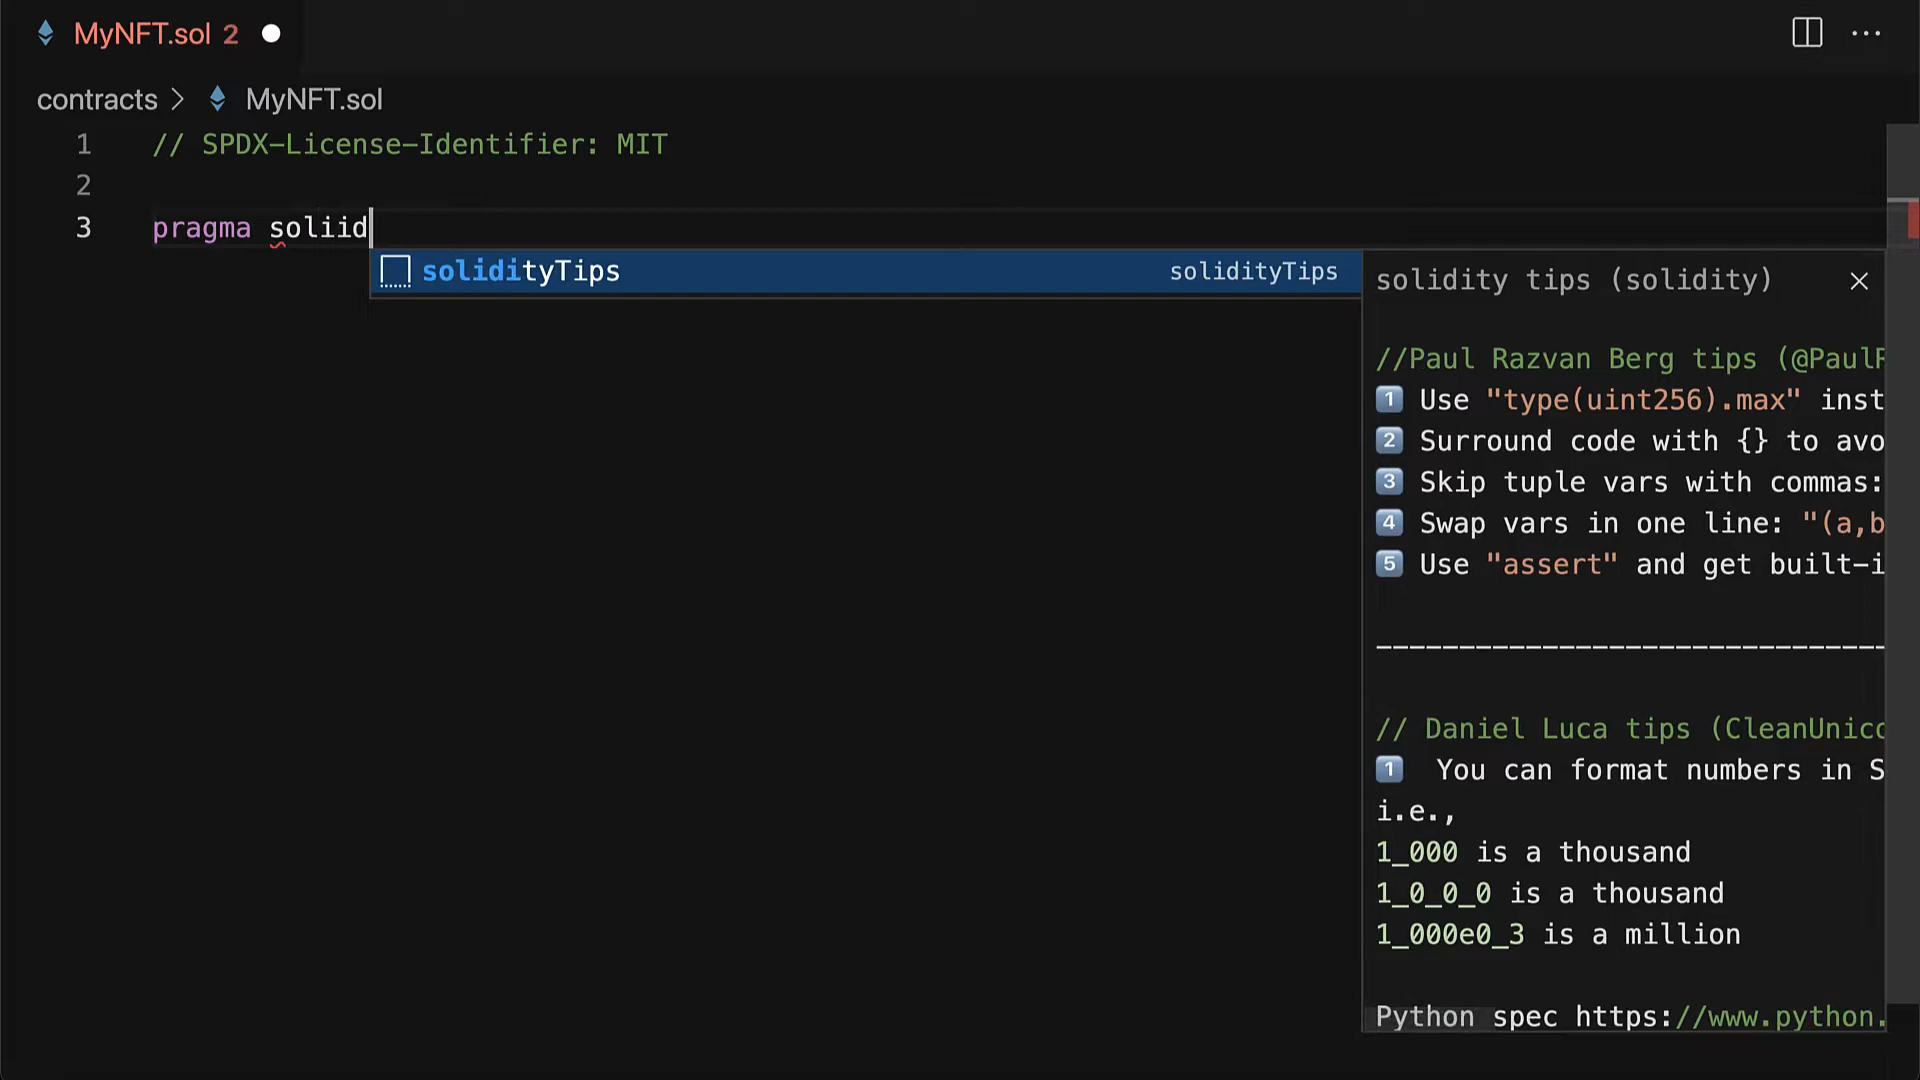 MyNFT.sol 2
contracts > MyNFT.sol
1 // SPDX-License-Identifier: MIT
2
3 pragma soliid
solidityTips solidityTips
solidity tips (solidity)
//Paul Razvan Berg tips (@PaulR
1 Use "type(uint256).max" inst
2 Surround code with {} to avo
3 Skip tuple vars with commas:
4 Swap vars in one line: "(a,b
5 Use "assert" and get built-i
// Daniel Luca tips (CleanUnico
1 You can format numbers in S
i.e.,
1_000 is a thousand
1_0_0_0 is a thousand
1_000e0_3 is a million
Python spec https://www.python.